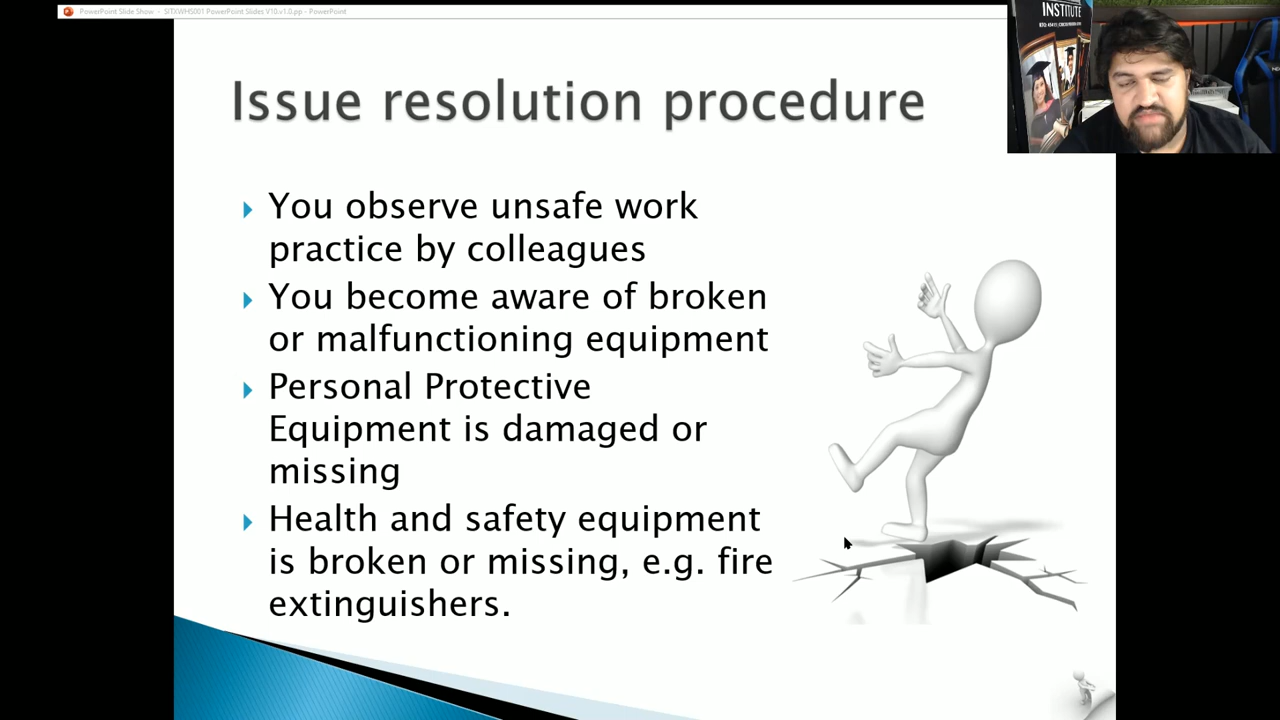 PowerPoint Slide Show - SITXWHS001 PowerPoint Slides V10.v1.0.pp - PowerPoint
INSTITUTE
Issue resolution procedure
You observe unsafe work
practice by colleagues
You become aware of broken
or malfunctioning equipment
Personal Protective
Equipment is damaged or
missing
Health and safety equipment
is broken or missing, e.g. fire
extinguishers.